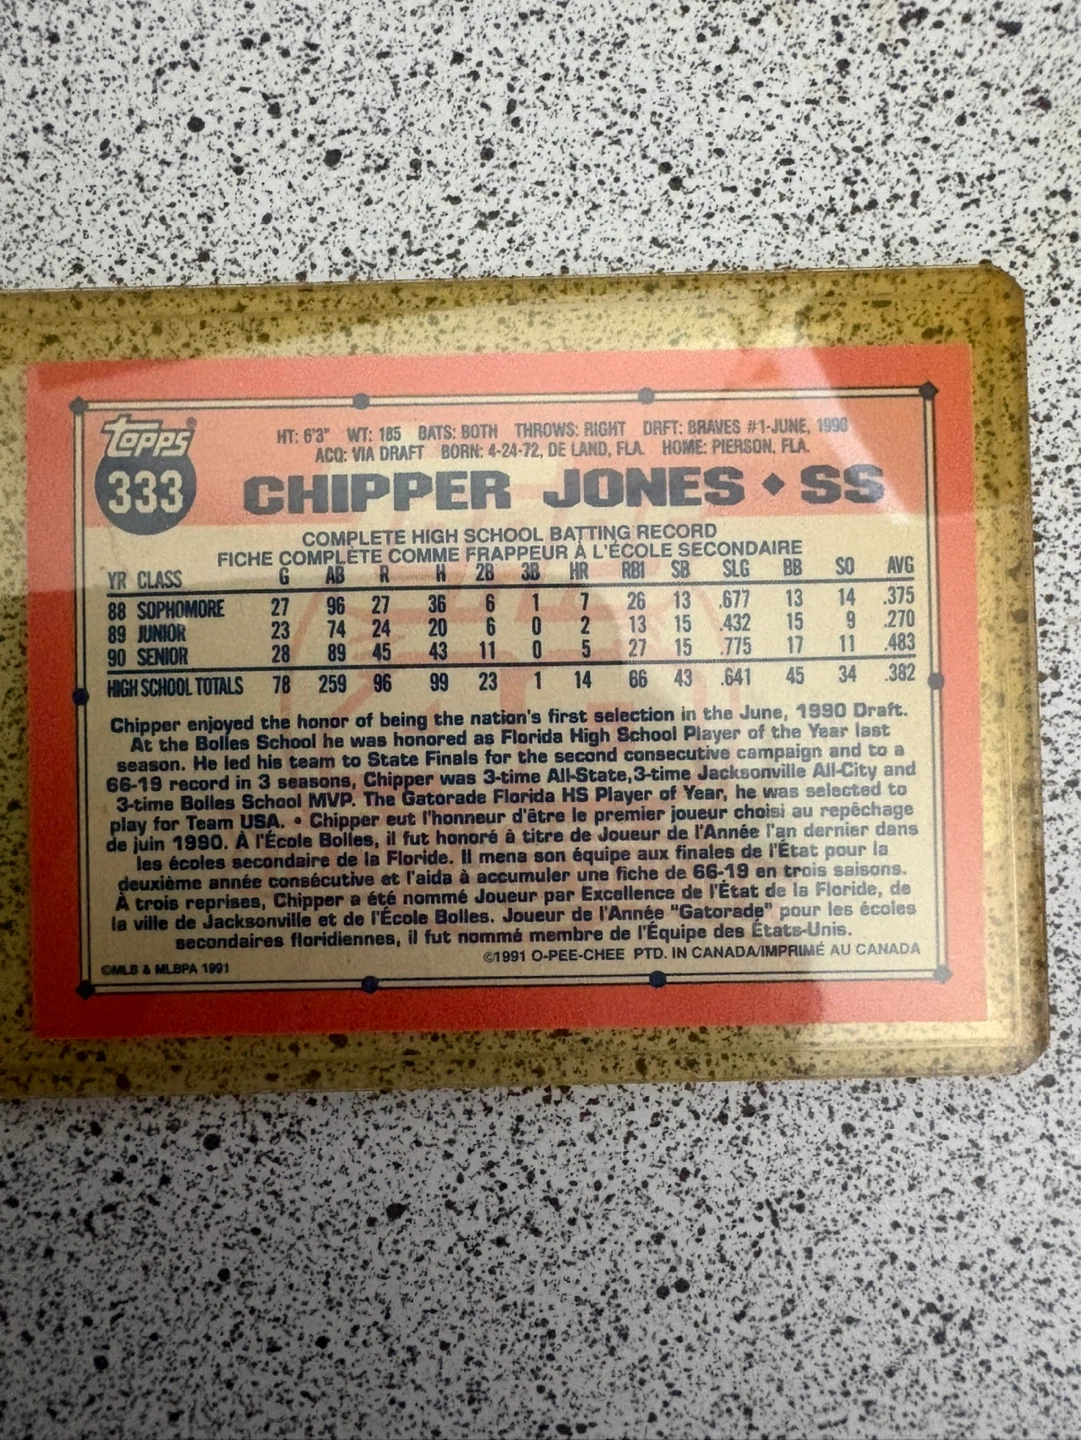 Topps
333
HT: 6'3" WT: 185 BATS: BOTH THROWS: RIGHT DRFT: BRAVES #1-JUNE, 1990
ACQ: VIA DRAFT BORN: 4-24-72, DE LAND, FLA. HOME: PIERSON, FLA.
CHIPPER JONES ♦ SS
COMPLETE HIGH SCHOOL BATTING RECORD
FICHE COMPLÈTE COMME FRAPPEUR À L'ÉCOLE SECONDAIRE
YR CLASS G AB R H 2B 3B HR RBI SB SLG BB SO AVG
88 SOPHOMORE 27 96 27 36 6 1 7 26 13 .677 13 14 .375
89 JUNIOR 23 74 24 20 6 0 2 13 15 .432 15 9 .270
90 SENIOR 28 89 45 43 11 0 5 27 15 .775 17 11 .483
HIGH SCHOOL TOTALS 78 259 96 99 23 1 14 66 43 .641 45 34 .382
Chipper enjoyed the honor of being the nation's first selection in the June, 1990 Draft.
At the Bolles School he was honored as Florida High School Player of the Year last
season. He led his team to State Finals for the second consecutive campaign and to a
66-19 record in 3 seasons, Chipper was 3-time All-State,3-time Jacksonville All-City and
3-time Bolles School MVP. The Gatorade Florida HS Player of Year, he was selected to
play for Team USA. • Chipper eut l'honneur d'être le premier joueur choisi au repêchage
de juin 1990. À l'École Bolles, il fut honoré à titre de Joueur de l'Année l'an dernier dans
les écoles secondaire de la Floride. Il mena son équipe aux finales de l'État pour la
deuxième année consécutive et l'aida à accumuler une fiche de 66-19 en trois saisons.
À trois reprises, Chipper a été nommé Joueur par Excellence de l'État de la Floride, de
la ville de Jacksonville et de l'École Bolles. Joueur de l'Année "Gatorade" pour les écoles
secondaires floridiennes, il fut nommé membre de l'Équipe des États-Unis.
©1991 O-PEE-CHEE PTD. IN CANADA/IMPRIMÉ AU CANADA
©MLB & MLBPA 1991